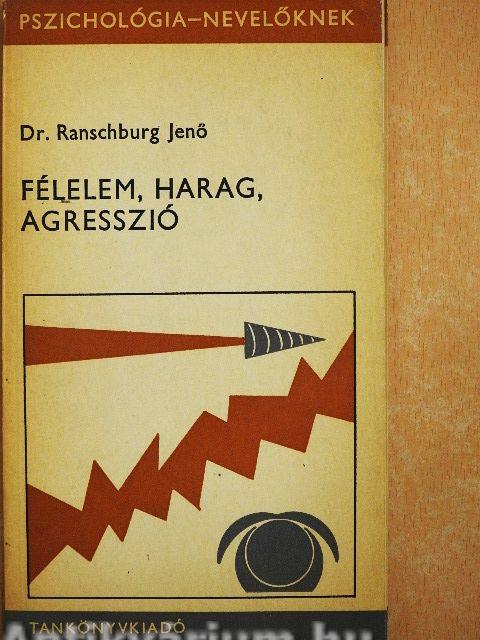 PSZICHOLÓGIA–NEVELŐKNEK
Dr. Ranschburg Jenő
FÉLELEM, HARAG,
AGRESSZIÓ
TANKÖNYVKIADÓ